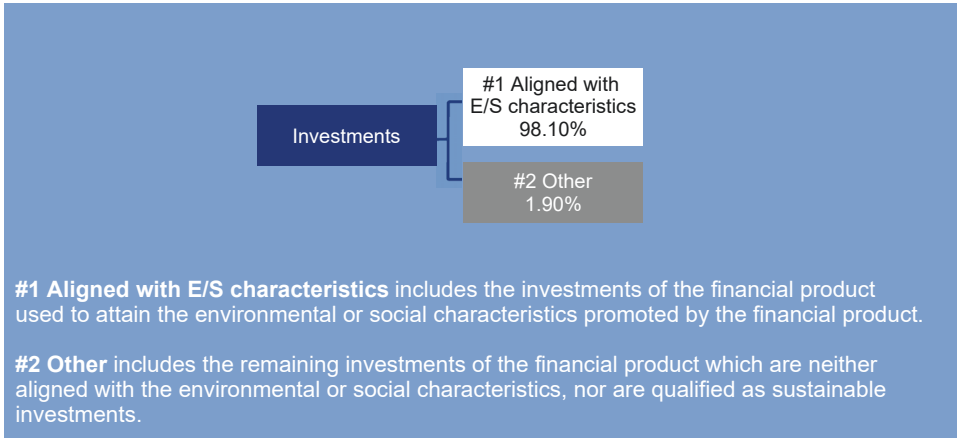 Investments
#1 Aligned with
E/S characteristics
98.10%
#2 Other
1.90%
#1 Aligned with E/S characteristics includes the investments of the financial product
used to attain the environmental or social characteristics promoted by the financial product.
#2 Other includes the remaining investments of the financial product which are neither
aligned with the environmental or social characteristics, nor are qualified as sustainable
investments.